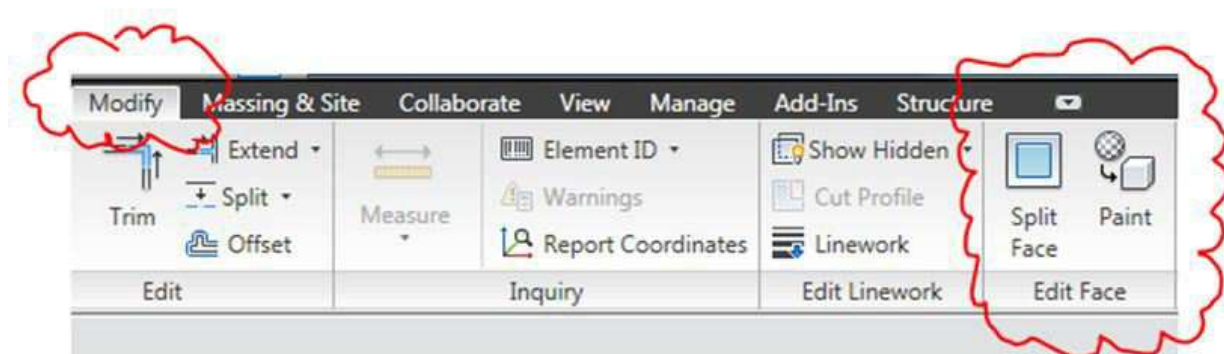 Modify Massing & Site Collaborate View Manage Add-Ins Structure
Extend
Split
Offset
Trim
Edit
Measure
Element ID
Warnings
Report Coordinates
Inquiry
Show Hidden
Cut Profile
Linework
Edit Linework
Split
Face
Paint
Edit Face